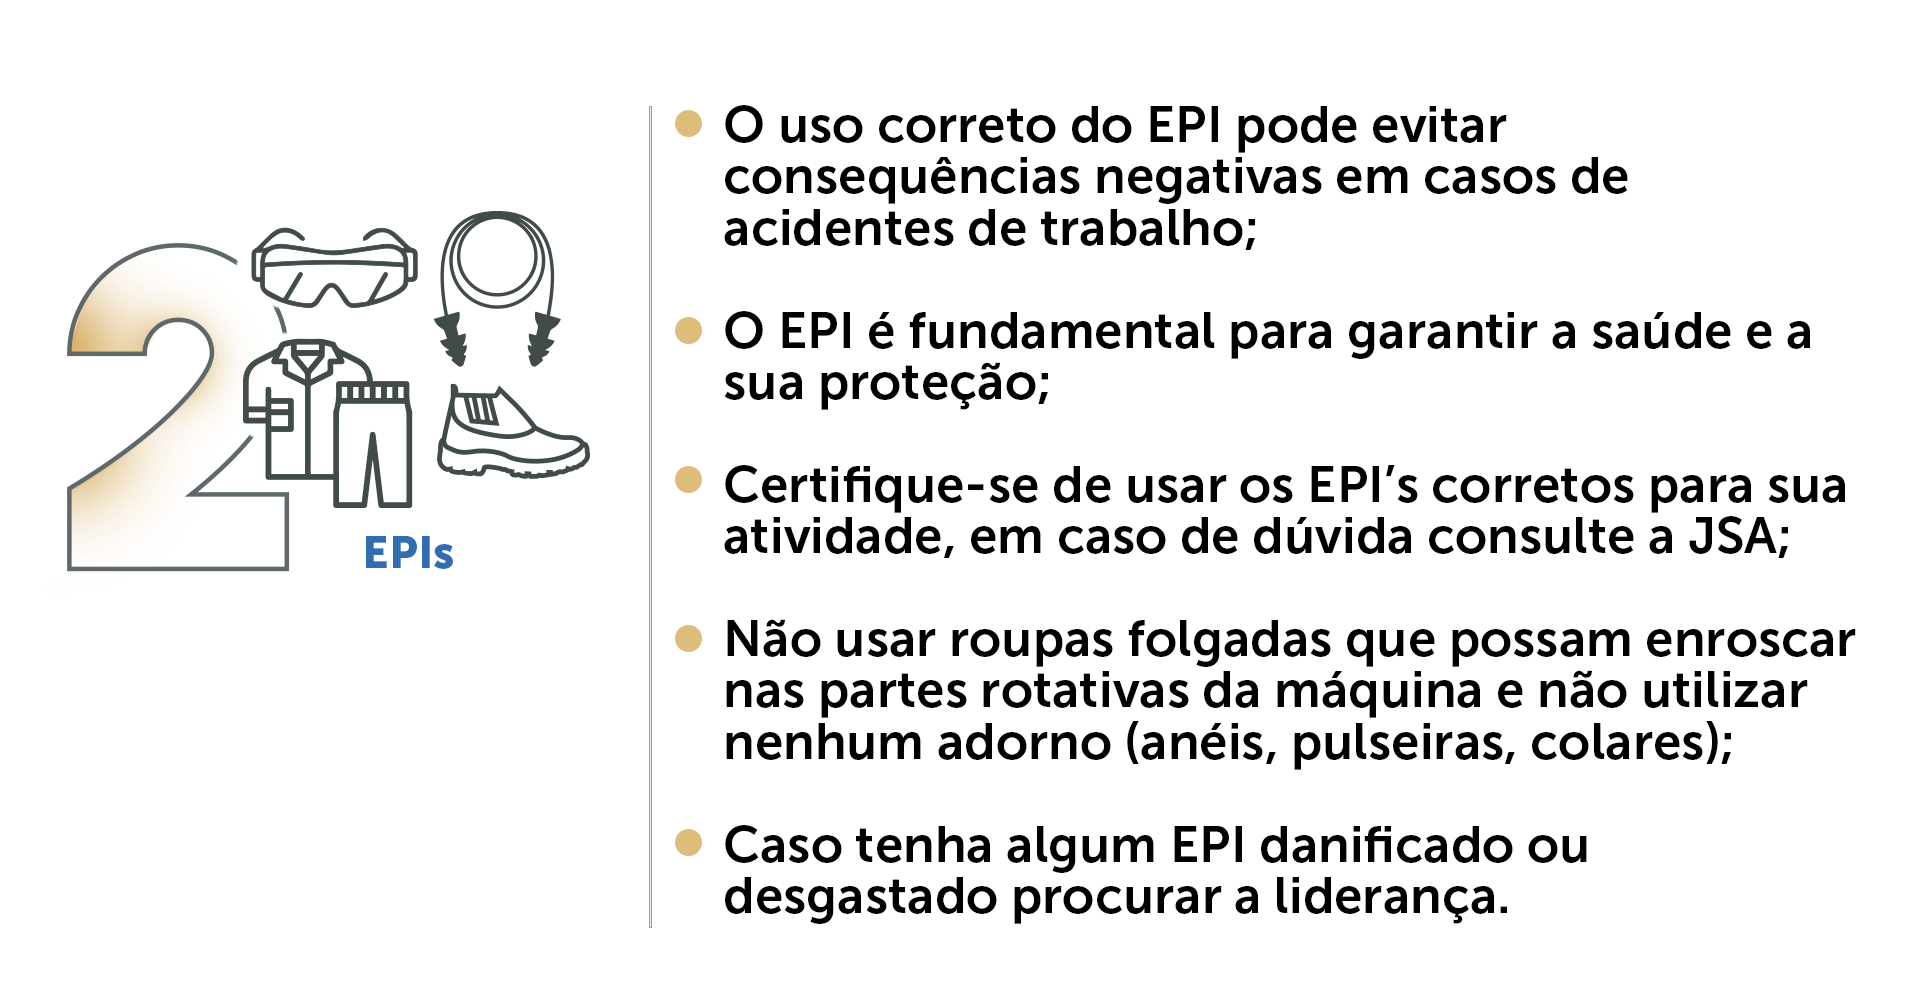 2
EPIs
O uso correto do EPI pode evitar
consequências negativas em casos de
acidentes de trabalho;
O EPI é fundamental para garantir a saúde e a
sua proteção;
Certifique-se de usar os EPI’s corretos para sua
atividade, em caso de dúvida consulte a JSA;
Não usar roupas folgadas que possam enroscar
nas partes rotativas da máquina e não utilizar
nenhum adorno (anéis, pulseiras, colares);
Caso tenha algum EPI danificado ou
desgastado procurar a liderança.